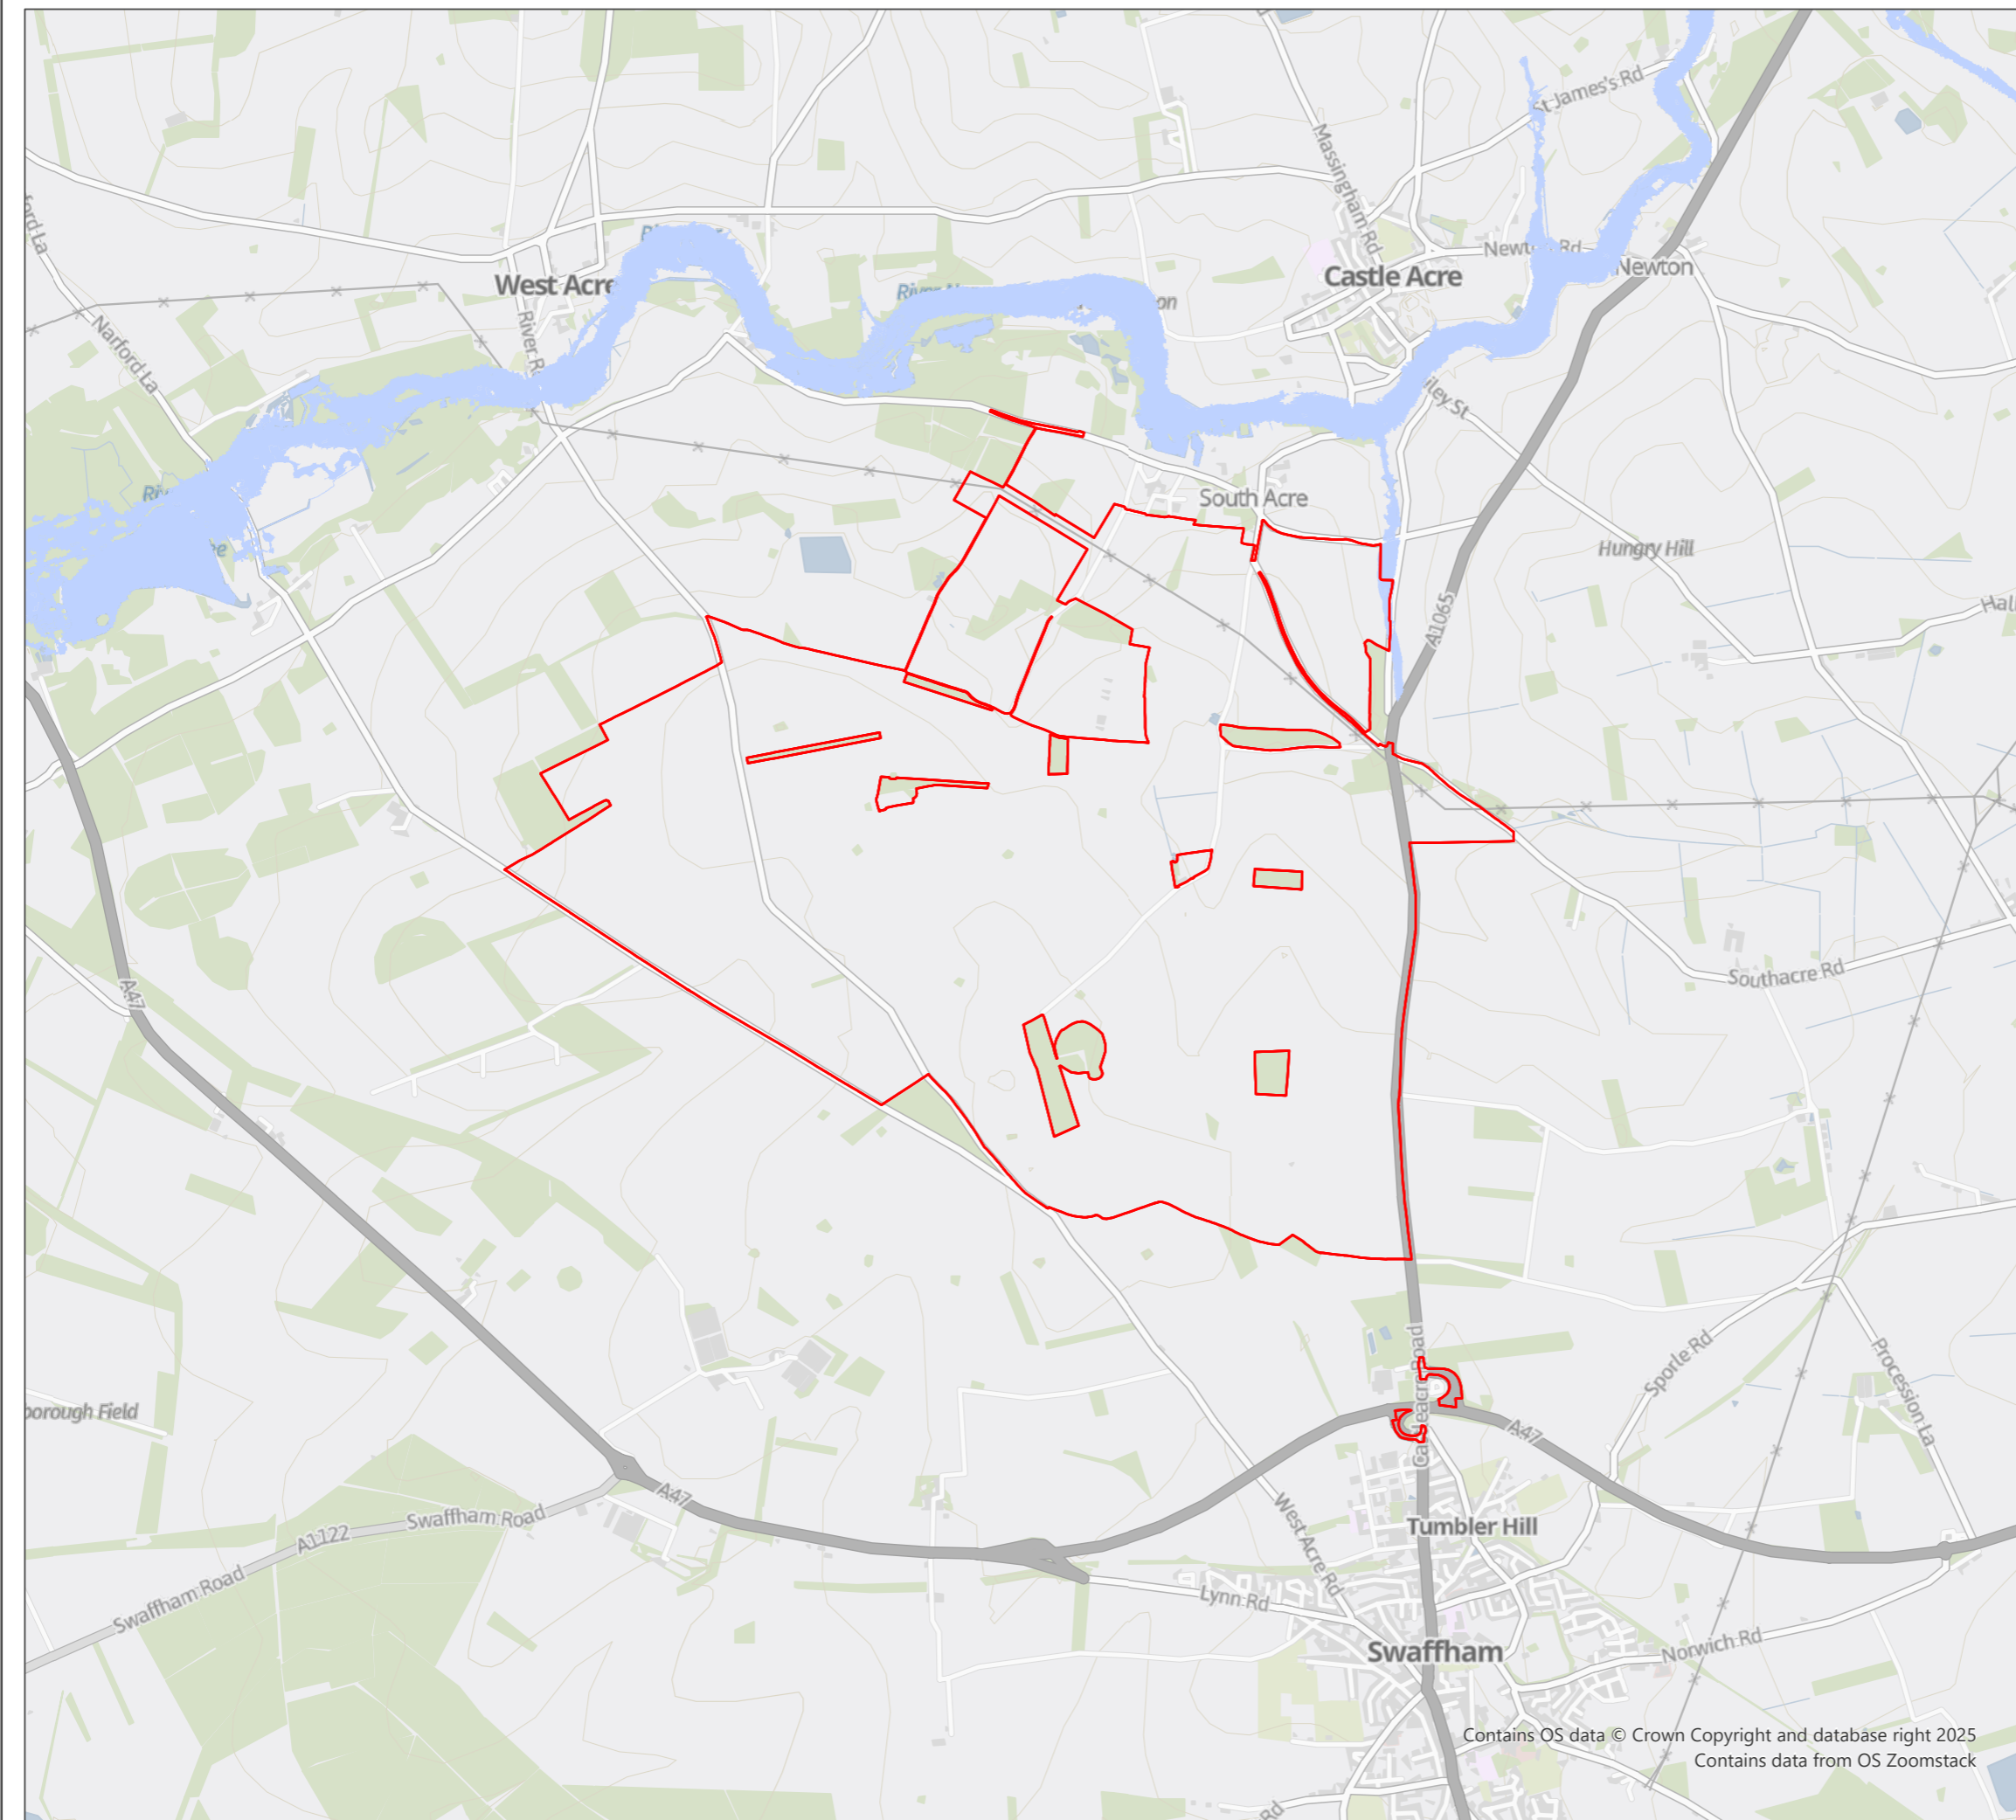 St James's Rd
Massingham Rd
Newton
West Acre
Castle Acre
River
Narford La
South Acre
Hungry Hill
A1065
A47
Southacre Rd
Road
Sporle Rd
Procession La
A47
A47
West Acre Rd
Tumbler Hill
Swaffham Road
A1122
Swaffham Road
Lynn Rd
Swaffham
Norwich Rd
Contains OS data © Crown Copyright and database right 2025
Contains data from OS Zoomstack
Rd